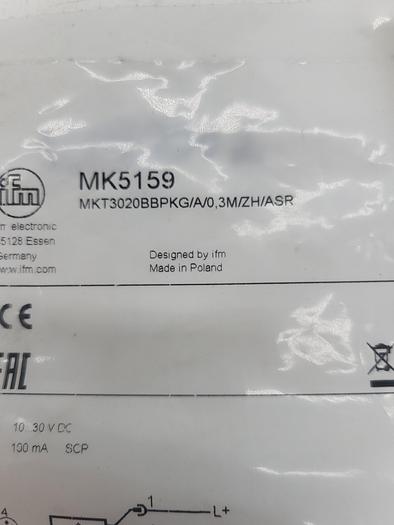 ifm
MK5159
MKT3020BBPKG/A/0,3M/ZH/ASR
electronic
5128 Essen
Germany
www.ifm.com
Designed by ifm
Made in Poland
CE
EAC
10...30 V DC
100 mA SCP
4
1
L+